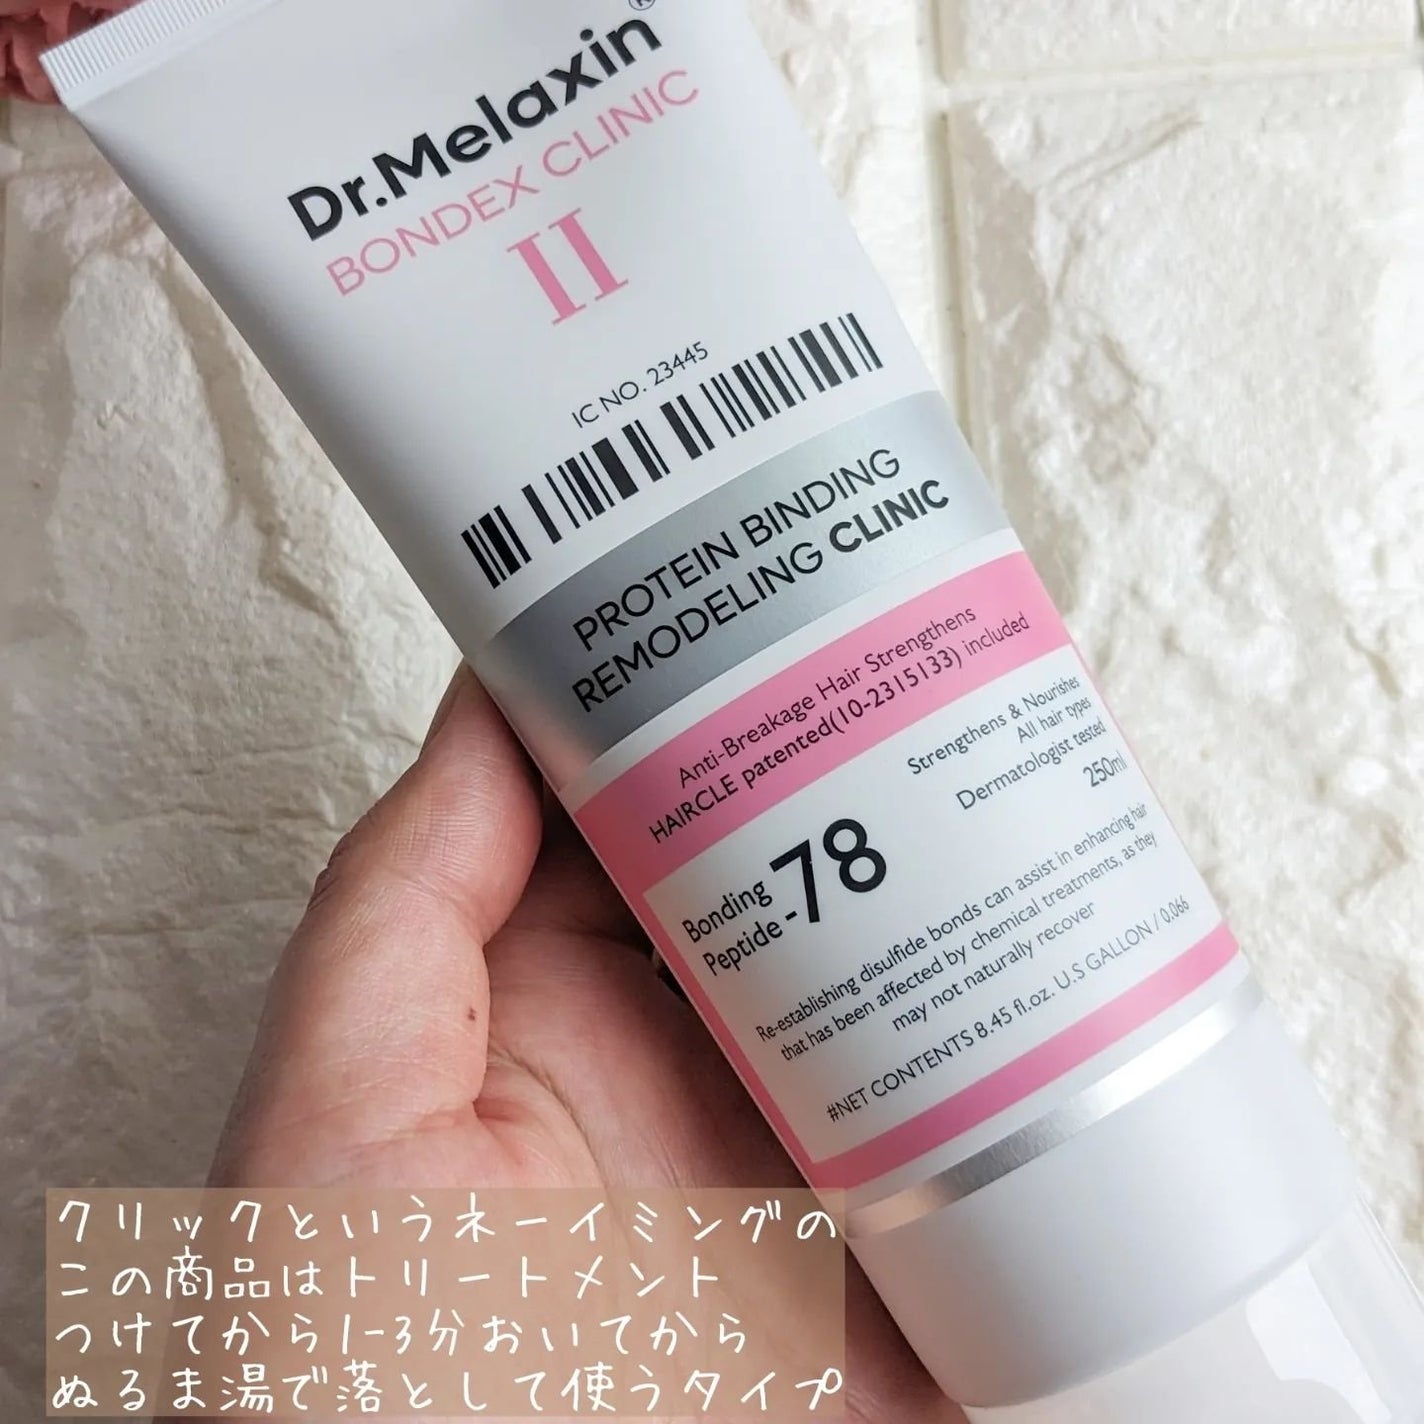 Dr.Melaxin®
BONDEX CLINIC
II
IC NO. 23445
PROTEIN BINDING
REMODELING CLINIC
Anti-Breakage Hair Strengthens
HAIRCLE patented(10-2315133) included
Strengthens & Nourishes
All hair types
Dermatologist tested
250ml
Bonding
Peptide -78
Re-establishing disulfide bonds can assist in enhancing hair
that has been affected by chemical treatments, as they
may not naturally recover
#NET CONTENTS 8.45 fl.oz. U.S GALLON / 0.066
クリックというネーイミングの
この商品はトリートメント
つけてから1-3分おいてから
ぬるま湯で落として使うタイプ